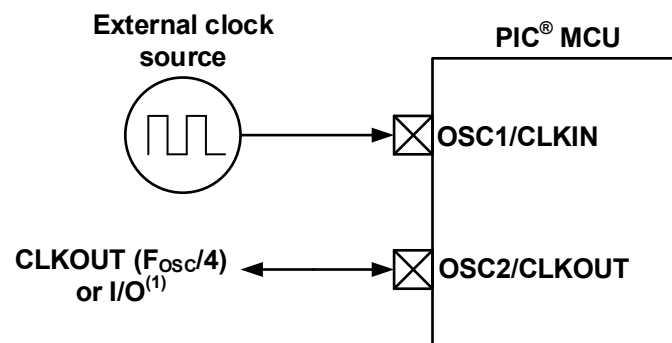 External clock
source
PIC® MCU
OSC1/CLKIN
CLKOUT (FOSC/4)
or I/O(1)
OSC2/CLKOUT